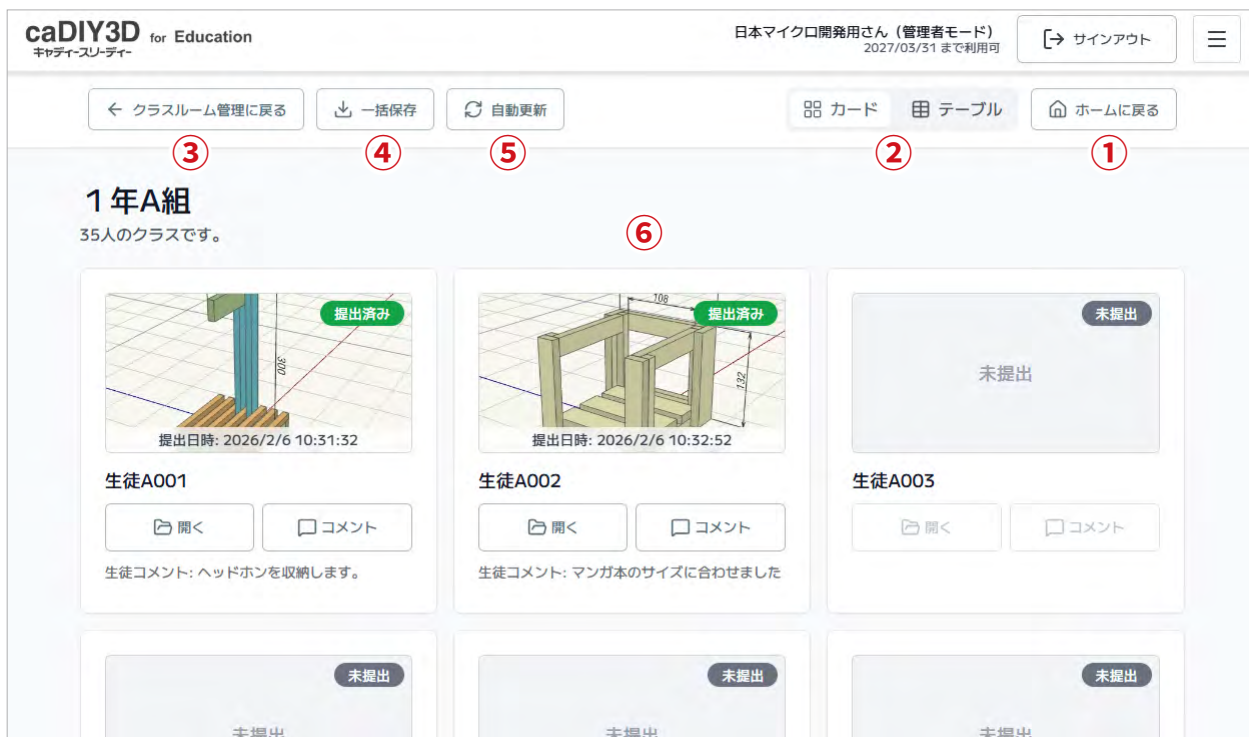 caDIY3D for Education
キャディースリーディー
日本マイクロ開発用さん（管理者モード）
2027/03/31 まで利用可
サインアウト
クラスルーム管理に戻る
一括保存
自動更新
カード
テーブル
ホームに戻る
③
④
⑤
②
①
１年A組
35人のクラスです。
⑥
提出済み
300
提出日時: 2026/2/6 10:31:32
生徒A001
開く
コメント
生徒コメント: ヘッドホンを収納します。
108
提出済み
132
提出日時: 2026/2/6 10:32:52
生徒A002
開く
コメント
生徒コメント: マンガ本のサイズに合わせました
未提出
未提出
生徒A003
開く
コメント
未提出
未提出
未提出
未提出
未提出
未提出